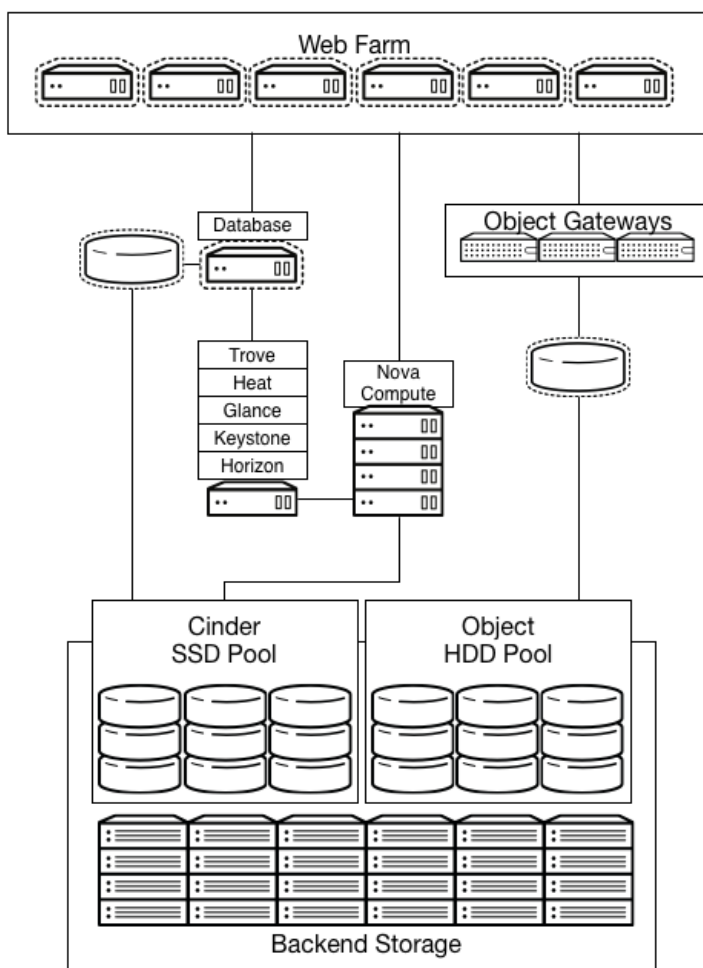 Web Farm
Database
Object Gateways
Trove
Heat
Glance
Keystone
Horizon
Nova
Compute
Cinder
SSD Pool
Object
HDD Pool
Backend Storage